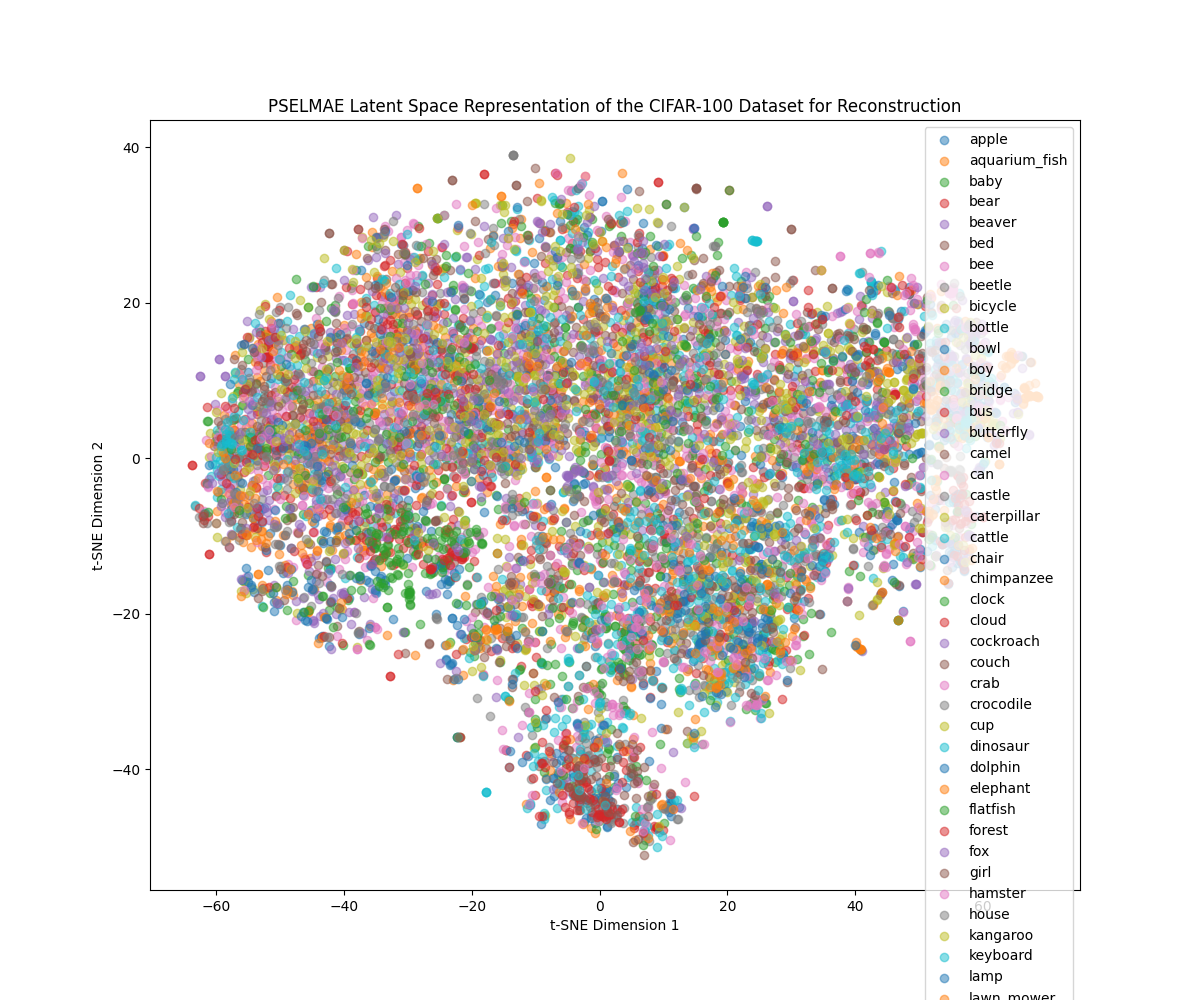 PSELMAE Latent Space Representation of the CIFAR-100 Dataset for Reconstruction
40
20
0
−20
−40
t-SNE Dimension 2
−60
−40
−20
0
20
40
60
t-SNE Dimension 1
apple
aquarium_fish
baby
bear
beaver
bed
bee
beetle
bicycle
bottle
bowl
boy
bridge
bus
butterfly
camel
can
castle
caterpillar
cattle
chair
chimpanzee
clock
cloud
cockroach
couch
crab
crocodile
cup
dinosaur
dolphin
elephant
flatfish
forest
fox
girl
hamster
house
kangaroo
keyboard
lamp
lawn_mower